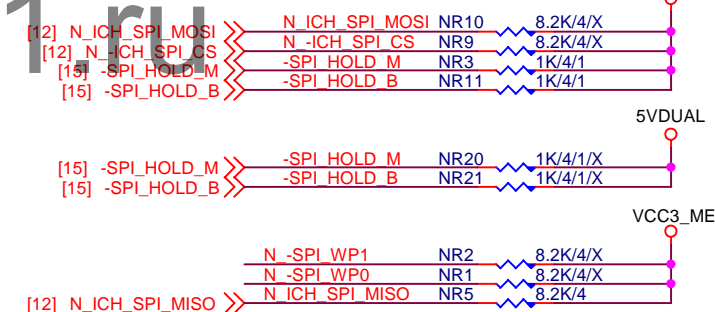 [12] N_ICH_SPI_MOSI N_ICH_SPI_MOSI NR10 8.2K/4/X
[12] N_-ICH_SPI_CS N_-ICH_SPI_CS NR9 8.2K/4/X
[15] -SPI_HOLD_M -SPI_HOLD_M NR3 1K/4/1
[15] -SPI_HOLD_B -SPI_HOLD_B NR11 1K/4/1
1.ru
5VDUAL
[15] -SPI_HOLD_M -SPI_HOLD_M NR20 1K/4/1/X
[15] -SPI_HOLD_B -SPI_HOLD_B NR21 1K/4/1/X
VCC3_ME
N_-SPI_WP1 NR2 8.2K/4/X
N_-SPI_WP0 NR1 8.2K/4/X
[12] N_ICH_SPI_MISO N_ICH_SPI_MISO NR5 8.2K/4